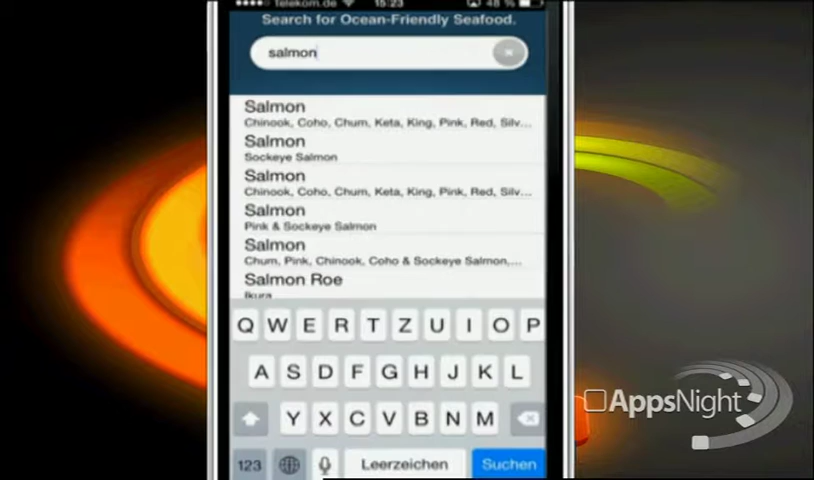 Telekom.de 15:23 48 %
Search for Ocean-Friendly Seafood.
salmon
Salmon
Chinook, Coho, Chum, Keta, King, Pink, Red, Silv...
Salmon
Sockeye Salmon
Salmon
Chinook, Coho, Chum, Keta, King, Pink, Red, Silv...
Salmon
Pink & Sockeye Salmon
Salmon
Chum, Pink, Chinook, Coho & Sockeye Salmon,...
Salmon Roe
Ikura
Q W E R T Z U I O P
A S D F G H J K L
Y X C V B N M
123 Leerzeichen Suchen
AppsNight